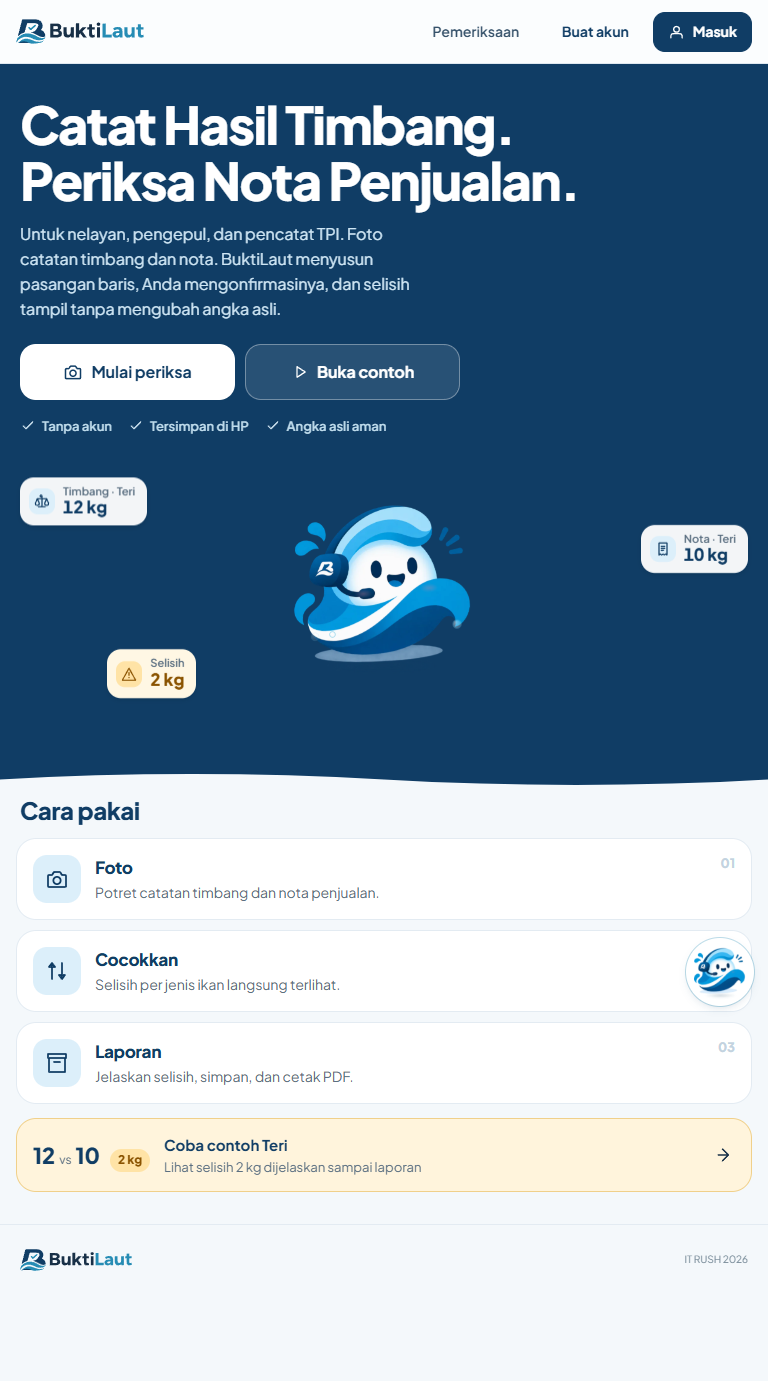 BuktiLaut
Pemeriksaan
Buat akun
Masuk
Catat Hasil Timbang.
Periksa Nota Penjualan.
Untuk nelayan, pengepul, dan pencatat TPI. Foto
catatan timbang dan nota. BuktiLaut menyusun
pasangan baris, Anda mengonfirmasinya, dan selisih
tampil tanpa mengubah angka asli.
Mulai periksa
Buka contoh
Tanpa akun
Tersimpan di HP
Angka asli aman
Timbang · Teri
12 kg
Nota · Teri
10 kg
Selisih
2 kg
Cara pakai
Foto
01
Potret catatan timbang dan nota penjualan.
Cocokkan
Selisih per jenis ikan langsung terlihat.
Laporan
03
Jelaskan selisih, simpan, dan cetak PDF.
12 vs 10 2 kg
Coba contoh Teri
Lihat selisih 2 kg dijelaskan sampai laporan
BuktiLaut
IT RUSH 2026